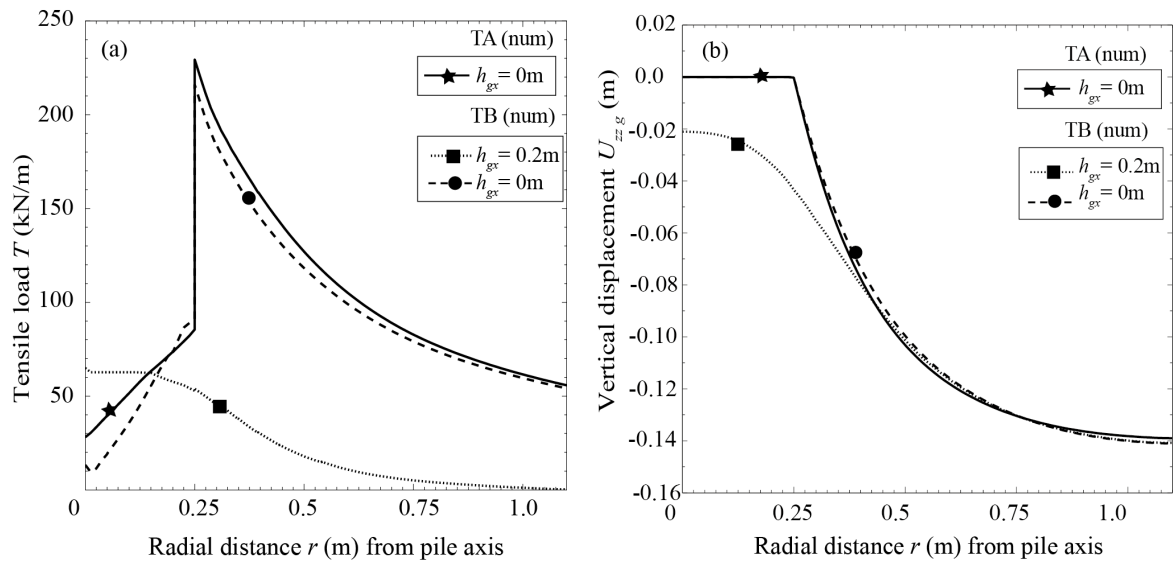 (a)
TA (num)
h_gx = 0m
TB (num)
h_gx = 0.2m
h_gx = 0m
Tensile load T (kN/m)
250
200
150
100
50
0
0.25
0.5
0.75
1.0
Radial distance r (m) from pile axis
(b)
TA (num)
h_gx = 0m
TB (num)
h_gx = 0.2m
h_gx = 0m
Vertical displacement U_zz g (m)
0.02
0.0
-0.02
-0.04
-0.06
-0.08
-0.10
-0.12
-0.14
-0.16
0
0.25
0.5
0.75
1.0
Radial distance r (m) from pile axis